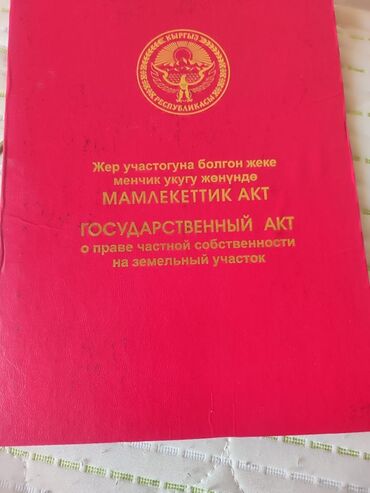 КЫРГЫЗ
РЕСПУБЛИКАСЫ
Жер участогуна болгон жеке
менчик укугу жөнүндө
МАМЛЕКЕТТИК АКТ
ГОСУДАРСТВЕННЫЙ АКТ
о праве частной собственности
на земельный участок